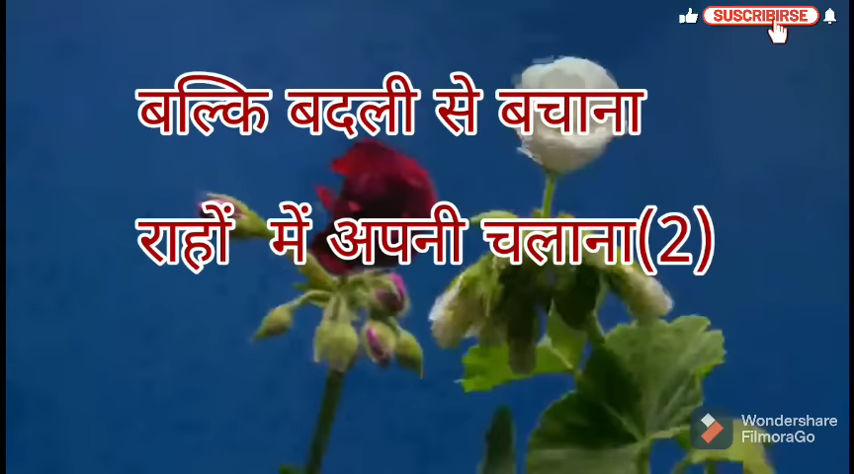 SUSCRIBIRSE
बल्कि बदली से बचाना
राहों में अपनी चलाना(2)
Wondershare
FilmoraGo